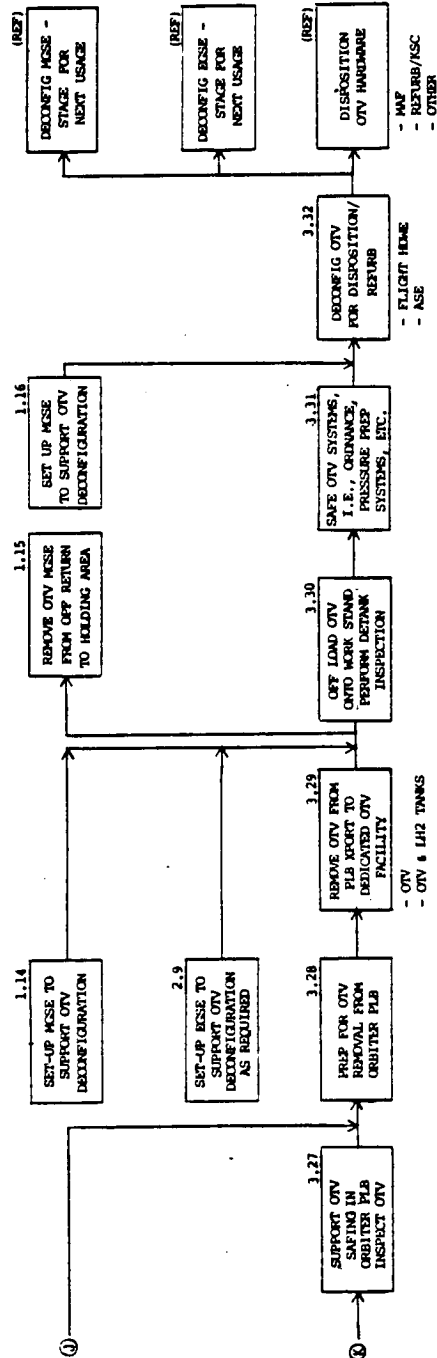 (J)
1.14
SET-UP MGSE TO
SUPPORT OTV
DECONFIGURATION
2.9
SET-UP EGSE TO
SUPPORT OTV
DECONFIGURATION
AS REQUIRED
1.15
REMOVE OTV MGSE
FROM OPF RETURN
TO HOLDING AREA
1.16
SET UP MGSE
TO SUPPORT OTV
DECONFIGURATION
(REF)
DECONFIG MGSE -
STAGE FOR
NEXT USAGE
(REF)
DECONFIG EGSE -
STAGE FOR
NEXT USAGE
(K)
3.27
SUPPORT OTV
SAFING IN
ORBITER PLB
INSPECT OTV
3.28
PREP FOR OTV
REMOVAL FROM
ORBITER PLB
3.29
REMOVE OTV FROM
PLB XPORT TO
DEDICATED OTV
FACILITY
- OTV
- OTV & LH2 TANKS
3.30
OFF LOAD OTV
ONTO WORK STAND
PERFORM DETANK
INSPECTION
3.31
SAFE OTV SYSTEMS,
I.E., ORDNANCE,
PRESSURE PREP
SYSTEMS, ETC.
3.32
DECONFIG OTV
FOR DISPOSITION/
REFURB
- FLIGHT HDWE
- ASE
(REF)
DISPOSITION
OTV HARDWARE
- MAF
- REFURB/KSC
- OTHER